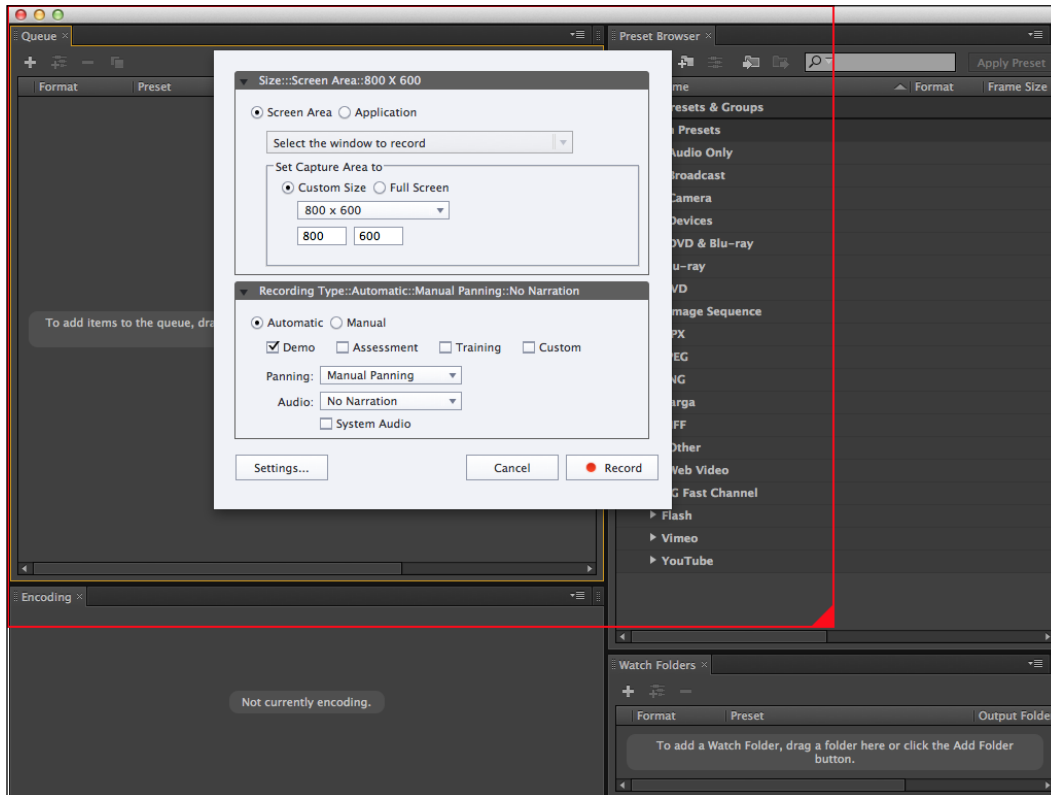 Queue ×
Format Preset
To add items to the queue, dra
Size:::Screen Area::800 X 600
Screen Area Application
Select the window to record
Set Capture Area to
Custom Size Full Screen
800 x 600
800 600
Recording Type::Automatic::Manual Panning::No Narration
Automatic Manual
Demo Assessment Training Custom
Panning: Manual Panning
Audio: No Narration
System Audio
Settings... Cancel Record
Preset Browser ×
Apply Preset
me Format Frame Size
resets & Groups
Presets
Audio Only
Broadcast
Camera
Devices
DVD & Blu-ray
u-ray
VD
mage Sequence
PX
PEG
NG
arga
FF
Other
Web Video
G Fast Channel
Flash
Vimeo
YouTube
Encoding ×
Not currently encoding.
Watch Folders ×
Format Preset Output Folde
To add a Watch Folder, drag a folder here or click the Add Folder
button.